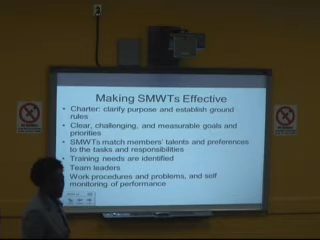 Making SMWTs Effective
• Charter: clarify purpose and establish ground
rules
• Clear, challenging, and measurable goals and
priorities
• SMWTs match members' talents and preferences
to the tasks and responsibilities
• Training needs are identified
Team leaders
Work procedures and problems, and self
monitoring of performance